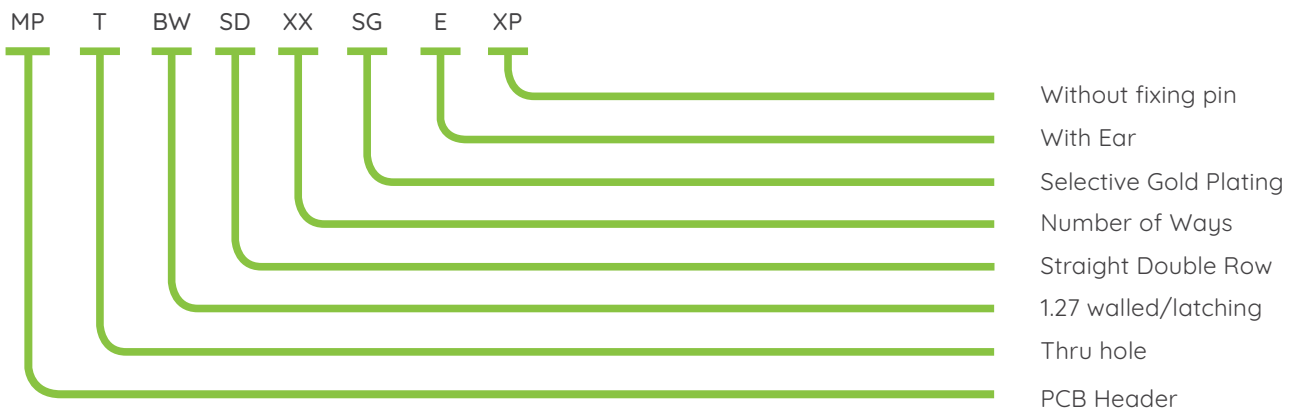 MP T BW SD XX SG E XP
Without fixing pin
With Ear
Selective Gold Plating
Number of Ways
Straight Double Row
1.27 walled/latching
Thru hole
PCB Header